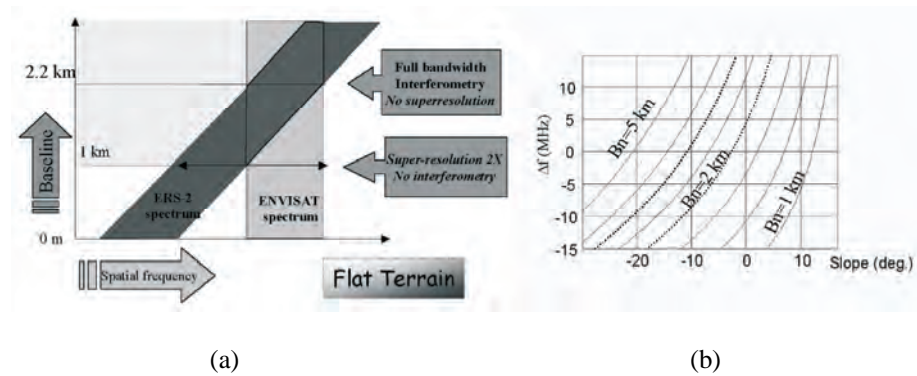 2.2 km
1 km
0 m
Baseline
Full bandwidth
Interferometry
No superresolution
Super-resolution 2X
No interferometry
ERS-2
spectrum
ENVISAT
spectrum
Spatial frequency
Flat Terrain
(a)
Δf (MHz)
10
5
0
-5
-10
-15
-20
-10
0
10
Slope (deg.)
Bn=5 km
Bn=2 km
Bn=1 km
(b)